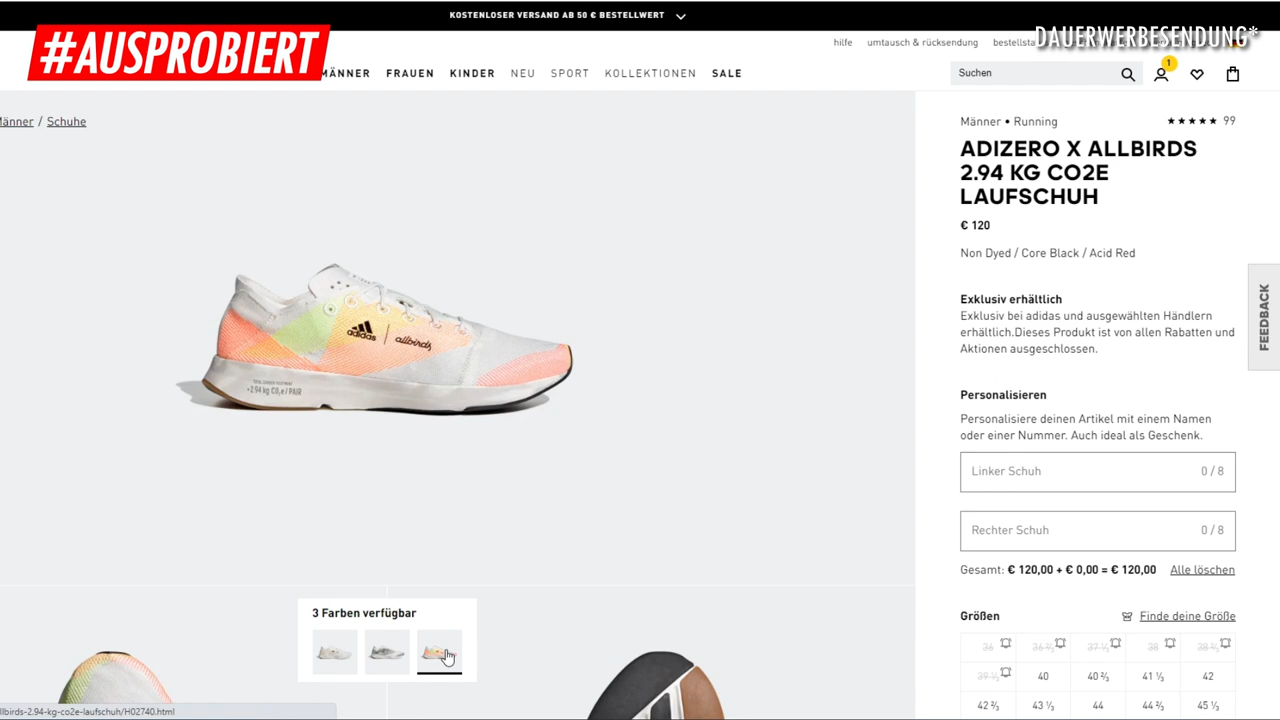 KOSTENLOSER VERSAND AB 50 € BESTELLWERT
#AUSPROBIERT
DAUERWERBESENDUNG*
hilfe umtausch & rücksendung
MÄNNER FRAUEN KINDER NEU SPORT KOLLEKTIONEN SALE
Suchen
1
Männer / Schuhe
Männer • Running
★★★★★ 99
ADIZERO X ALLBIRDS
2.94 KG CO2E
LAUFSCHUH
€ 120
Non Dyed / Core Black / Acid Red
Exklusiv erhältlich
Exklusiv bei adidas und ausgewählten Händlern
erhältlich.Dieses Produkt ist von allen Rabatten und
Aktionen ausgeschlossen.
FEEDBACK
adidas | allbirds
2.94 kg CO₂e / PAIR
Personalisieren
Personalisiere deinen Artikel mit einem Namen
oder einer Nummer. Auch ideal als Geschenk.
Linker Schuh 0 / 8
Rechter Schuh 0 / 8
Gesamt: € 120,00 + € 0,00 = € 120,00 Alle löschen
3 Farben verfügbar
Größen Finde deine Größe
36 36 ⅔ 37 ⅓ 38 38 ⅔
39 ⅓ 40 40 ⅔ 41 ⅓ 42
42 ⅔ 43 ⅓ 44 44 ⅔ 45 ⅓
llbirds-2.94-kg-co2e-laufschuh/H02740.html